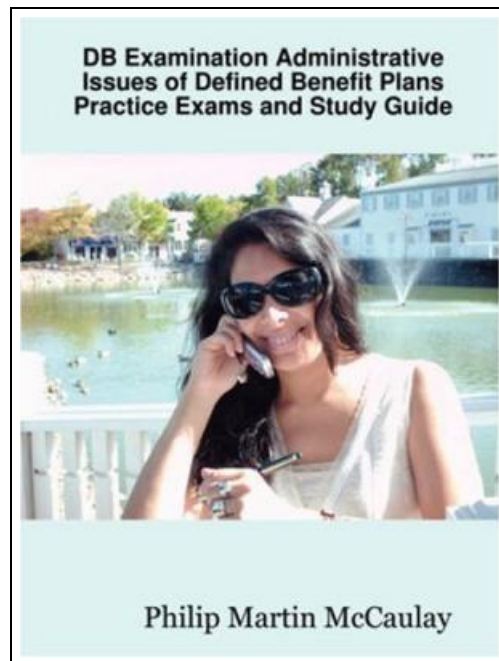 DB Examination Administrative
Issues of Defined Benefit Plans
Practice Exams and Study Guide
Philip Martin McCaulay